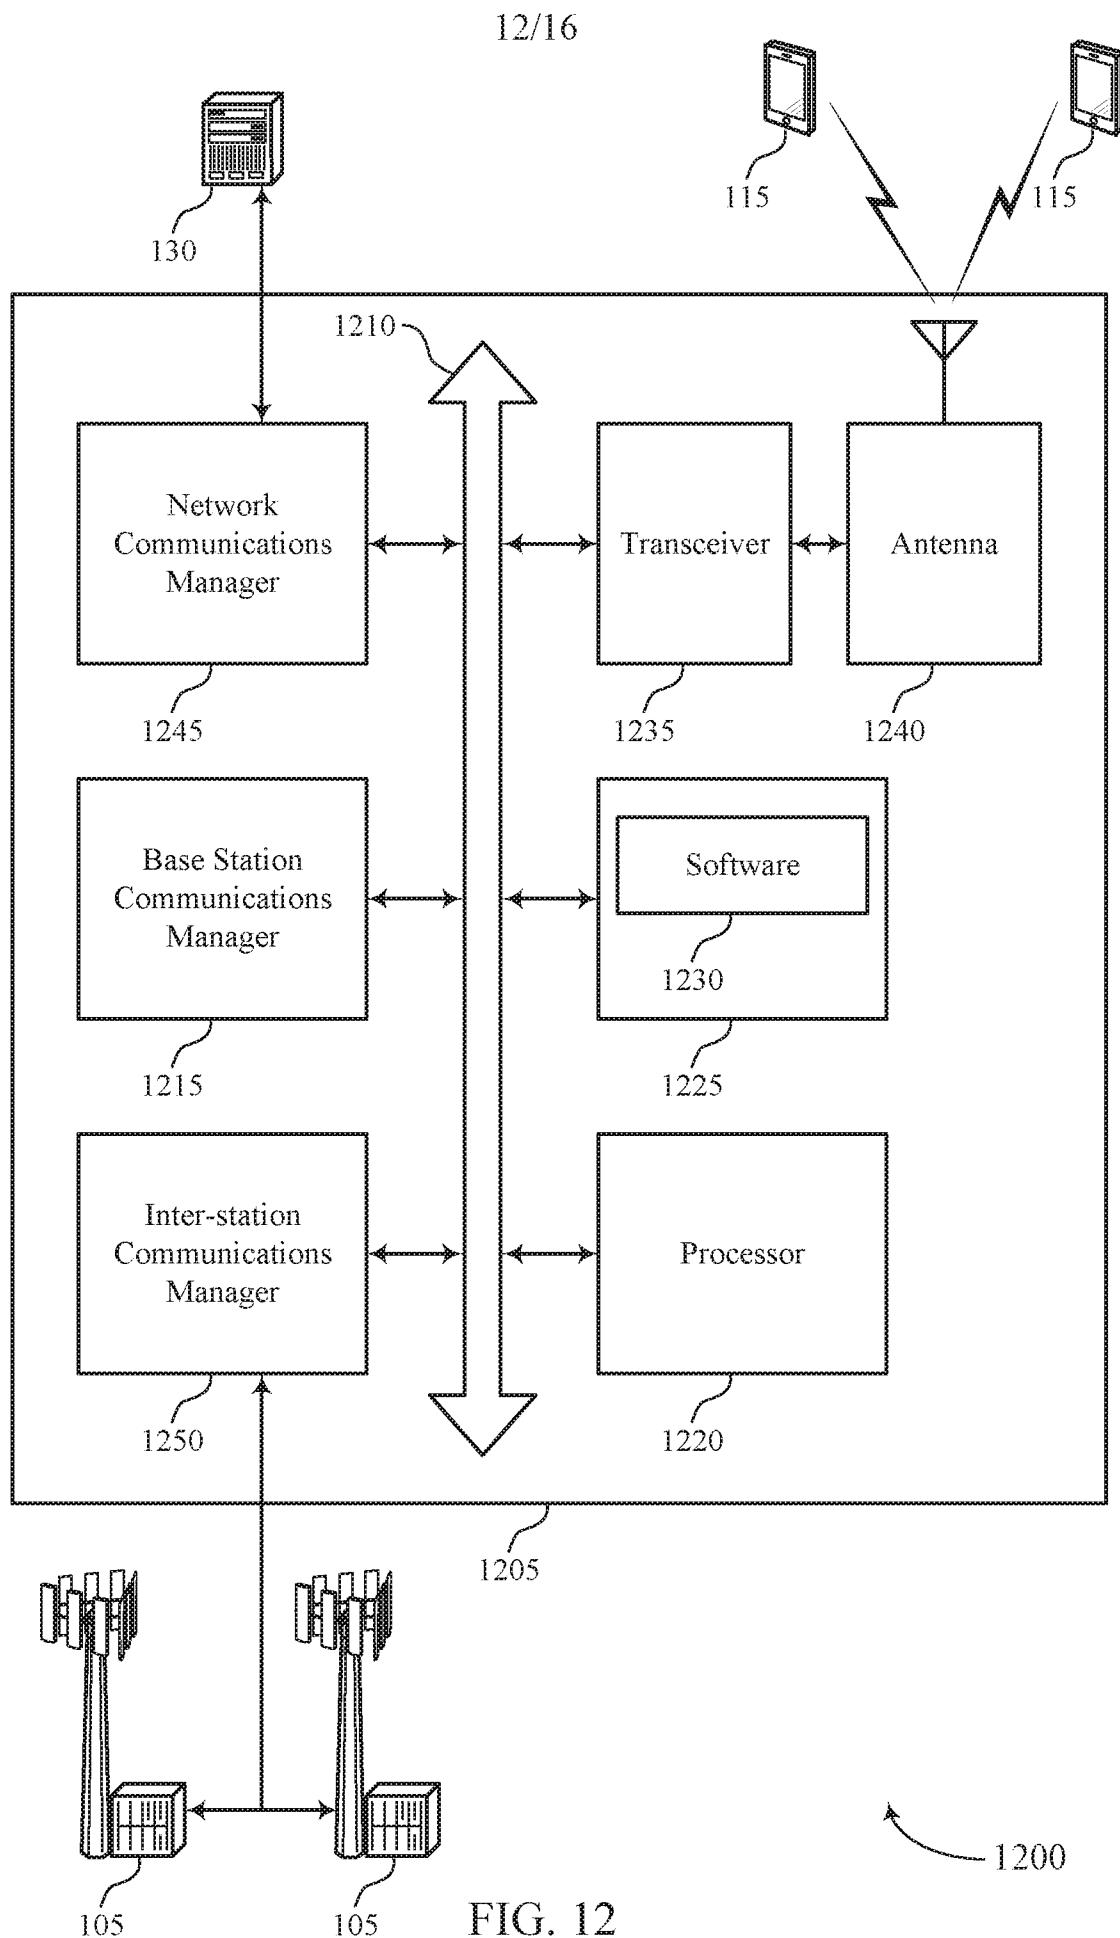 12/16
130
115
115
1210
Network
Communications
Manager
Transceiver
Antenna
1245
1235
1240
Base Station
Communications
Manager
Software
1230
1215
1225
Inter-station
Communications
Manager
Processor
1250
1220
1205
105
105
1200
FIG. 12